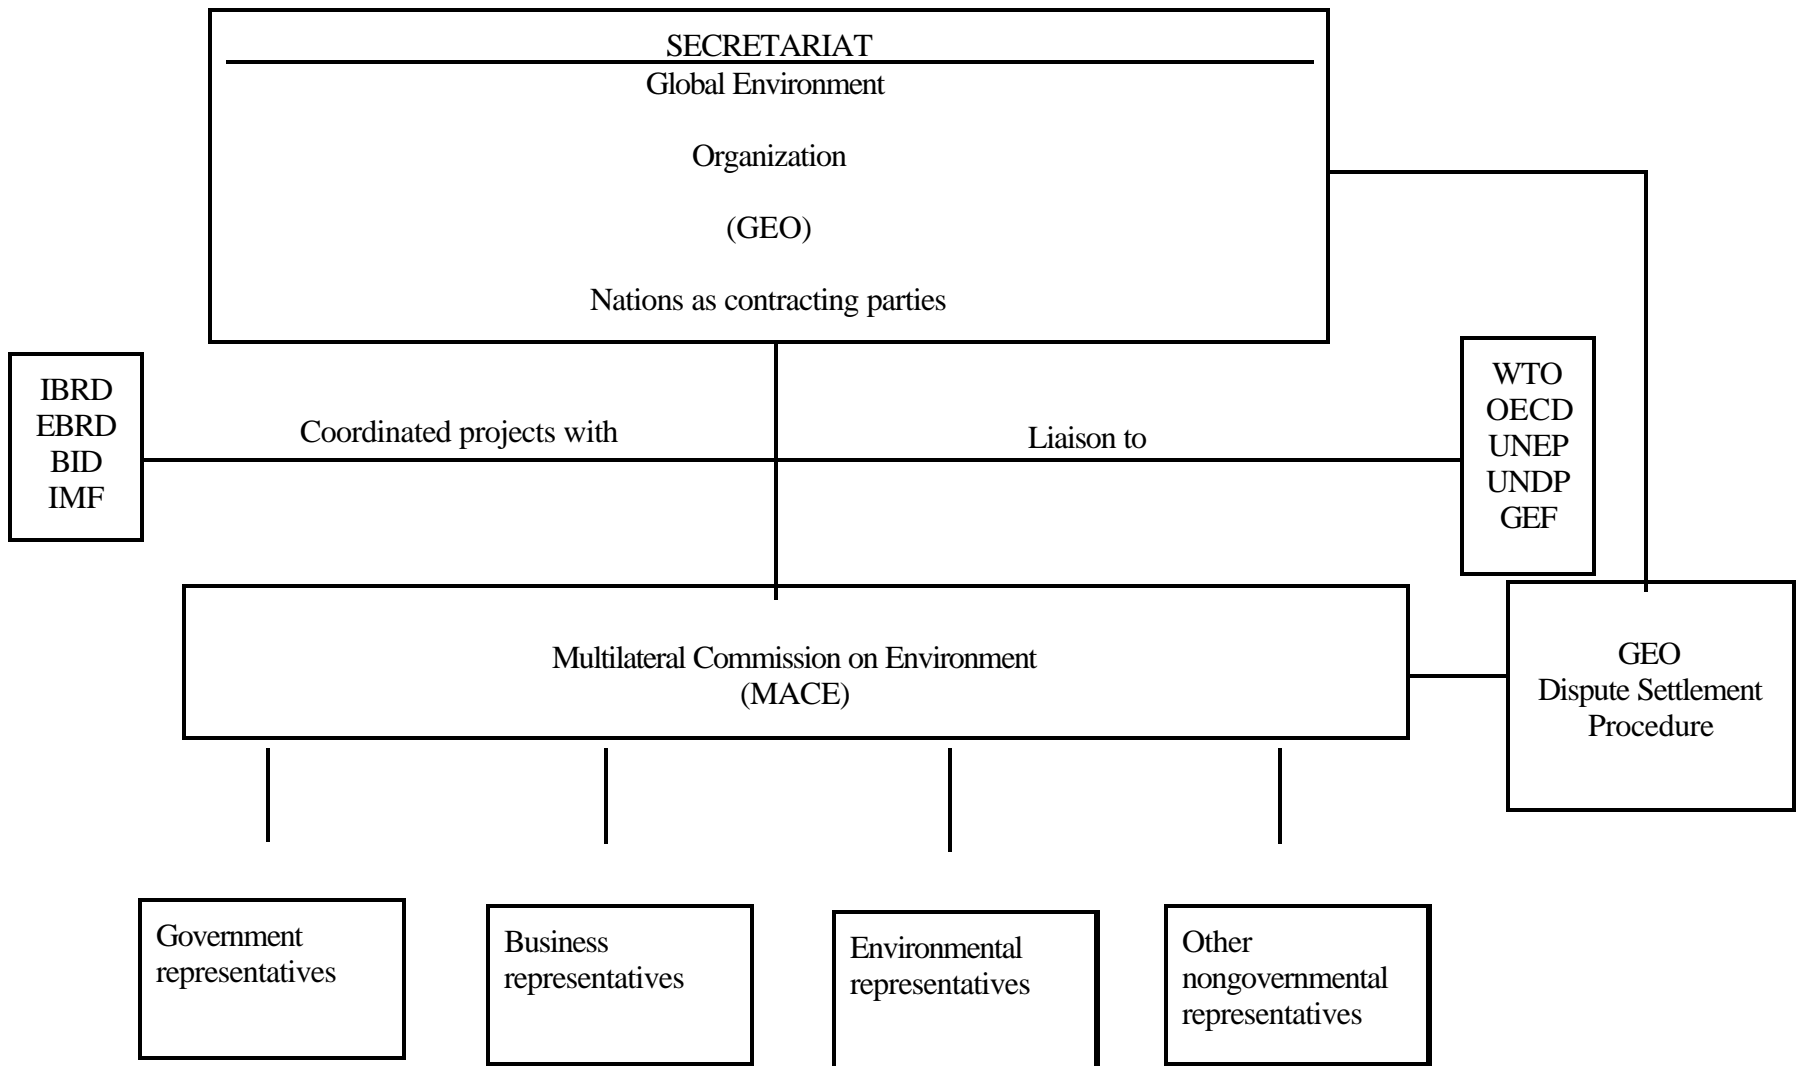 SECRETARIAT
Global Environment
Organization
(GEO)
Nations as contracting parties
IBRD
EBRD
BID
IMF
Coordinated projects with
Liaison to
WTO
OECD
UNEP
UNDP
GEF
Multilateral Commission on Environment
(MACE)
GEO
Dispute Settlement
Procedure
Government
representatives
Business
representatives
Environmental
representatives
Other
nongovernmental
representatives